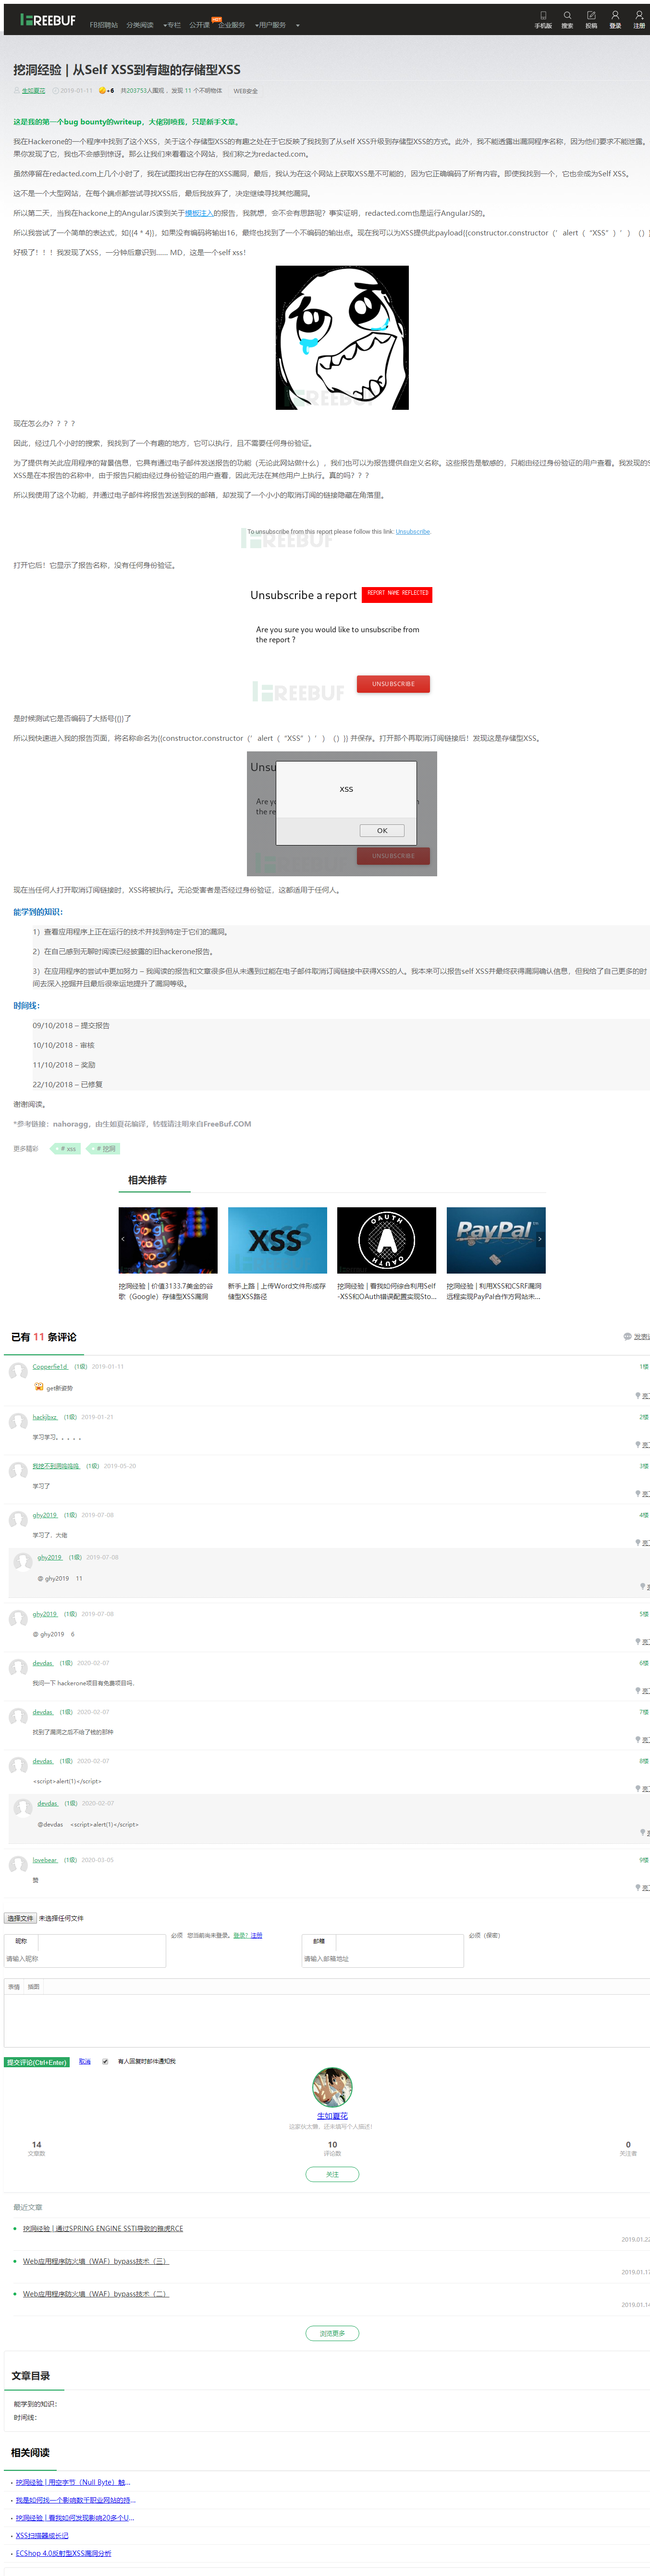 FREEBUF
FB招聘站 分类阅读 专栏 公开课 企业服务 用户服务
HOT
手机版 搜索 投稿 登录 注册
挖洞经验 | 从Self XSS到有趣的存储型XSS
生如夏花 2019-01-11 +6 共203753人围观 ，发现 11 个不明物体 WEB安全
这是我的第一个bug bounty的writeup，大佬别喷我，只是新手文章。
我在Hackerone的一个程序中找到了这个XSS，关于这个存储型XSS的有趣之处在于它反映了我找到了从self XSS升级到存储型XSS的方式。此外，我不能透露出漏洞程序名称，因为他们要求不能泄露。
果你发现了它，我也不会感到惊讶。那么让我们来看看这个网站，我们称之为redacted.com。
虽然停留在redacted.com上几个小时了，我在试图找出它存在的XSS漏洞，最后，我认为在这个网站上获取XSS是不可能的，因为它正确编码了所有内容。即使我找到一个，它也会成为Self XSS。
这不是一个大型网站，在每个端点都尝试寻找XSS后，最后我放弃了，决定继续寻找其他漏洞。
所以第二天，当我在hackone上的AngularJS读到关于模板注入的报告，我就想，会不会有思路呢？事实证明，redacted.com也是运行AngularJS的。
所以我尝试了一个简单的表达式，如{{4 * 4}}，如果没有编码将输出16，最终也找到了一个不编码的输出点。现在我可以为XSS提供此payload{{constructor.constructor（'alert（"XSS"）'）（）}
好极了！！！我发现了XSS，一分钟后意识到...... MD，这是一个self xss！
REEBUF
现在怎么办？？？？
因此，经过几个小时的搜索，我找到了一个有趣的地方，它可以执行，且不需要任何身份验证。
为了提供有关此应用程序的背景信息，它具有通过电子邮件发送报告的功能（无论此网站做什么），我们也可以为报告提供自定义名称。这些报告是敏感的，只能由经过身份验证的用户查看。我发现的S
XSS是在本报告的名称中，由于报告只能由经过身份验证的用户查看，因此无法在其他用户上执行。真的吗？？？
所以我使用了这个功能，并通过电子邮件将报告发送到我的邮箱，却发现了一个小小的取消订阅的链接隐藏在角落里。
To unsubscribe from this report please follow this link: Unsubscribe.
REEBUF
打开它后！它显示了报告名称，没有任何身份验证。
Unsubscribe a report REPORT NAME REFLECTED
Are you sure you would like to unsubscribe from
the report ?
UNSUBSCRIBE
REEBUF
是时候测试它是否编码了大括号{{}}了
所以我快速进入我的报告页面，将名称命名为{{constructor.constructor（'alert（"XSS"）'）（）}} 并保存。打开那个再取消订阅链接后！发现这是存储型XSS。
XSS
OK
UNSUBSCRIBE
现在当任何人打开取消订阅链接时，XSS将被执行。无论受害者是否经过身份验证，这都适用于任何人。
能学到的知识：
1）查看应用程序上正在运行的技术并找到特定于它们的漏洞。
2）在自己感到无聊时阅读已经披露的旧hackerone报告。
3）在应用程序的尝试中更加努力 – 我阅读的报告和文章很多但从未遇到过能在电子邮件取消订阅链接中获得XSS的人。我本来可以报告self XSS并最终获得漏洞确认信息，但我给了自己更多的时
间去深入挖掘并且最后很幸运地提升了漏洞等级。
时间线：
09/10/2018 – 提交报告
10/10/2018 - 审核
11/10/2018 – 奖励
22/10/2018 – 已修复
谢谢阅读。
*参考链接：nahoragg，由生如夏花编译，转载请注明来自FreeBuf.COM
更多精彩 # xss # 挖洞
相关推荐
XSS
OAUTH
OAUTH
PayPal
挖洞经验 | 价值3133.7美金的谷
歌（Google）存储型XSS漏洞
新手上路 | 上传Word文件形成存
储型XSS路径
挖洞经验 | 看我如何综合利用Self
-XSS和OAuth错误配置实现Sto...
挖洞经验 | 利用XSS和CSRF漏洞
远程实现PayPal合作方网站未...
已有 11 条评论
Copperfie1d (1级) 2019-01-11 1楼
get新姿势
hackjbxz (1级) 2019-01-21 2楼
学习学习。。。。。
我挖不到洞哈哈哈 (1级) 2019-05-20 3楼
学习了
ghy2019 (1级) 2019-07-08 4楼
学习了，大佬
ghy2019 (1级) 2019-07-08
@ ghy2019 11
ghy2019 (1级) 2019-07-08 5楼
@ ghy2019 6
devdas (1级) 2020-02-07 6楼
我问一下 hackerone项目有免费项目吗，
devdas (1级) 2020-02-07 7楼
找到了漏洞之后不给了钱的那种
devdas (1级) 2020-02-07 8楼
<script>alert(1)</script>
devdas (1级) 2020-02-07
@devdas <script>alert(1)</script>
lovebear (1级) 2020-03-05 9楼
赞
选择文件 未选择任何文件
昵称 必须 您当前尚未登录。登录？注册
请输入昵称
邮箱 必须（保密）
请输入邮箱地址
表情 插图
提交评论(Ctrl+Enter) 取消 有人回复时邮件通知我
生如夏花
这家伙太懒，还未填写个人描述！
14 10 0
文章数 评论数 关注者
关注
最近文章
挖洞经验 | 通过SPRING ENGINE SSTI导致的雅虎RCE
2019.01.22
Web应用程序防火墙（WAF）bypass技术（三）
2019.01.17
Web应用程序防火墙（WAF）bypass技术（二）
2019.01.14
浏览更多
文章目录
能学到的知识：
时间线：
相关阅读
挖洞经验 | 用空字节（Null Byte）触...
我是如何找一个影响数千职业网站的持...
挖洞经验 | 看我如何发现影响20多个U...
XSS扫描器成长记
ECShop 4.0反射型XSS漏洞分析